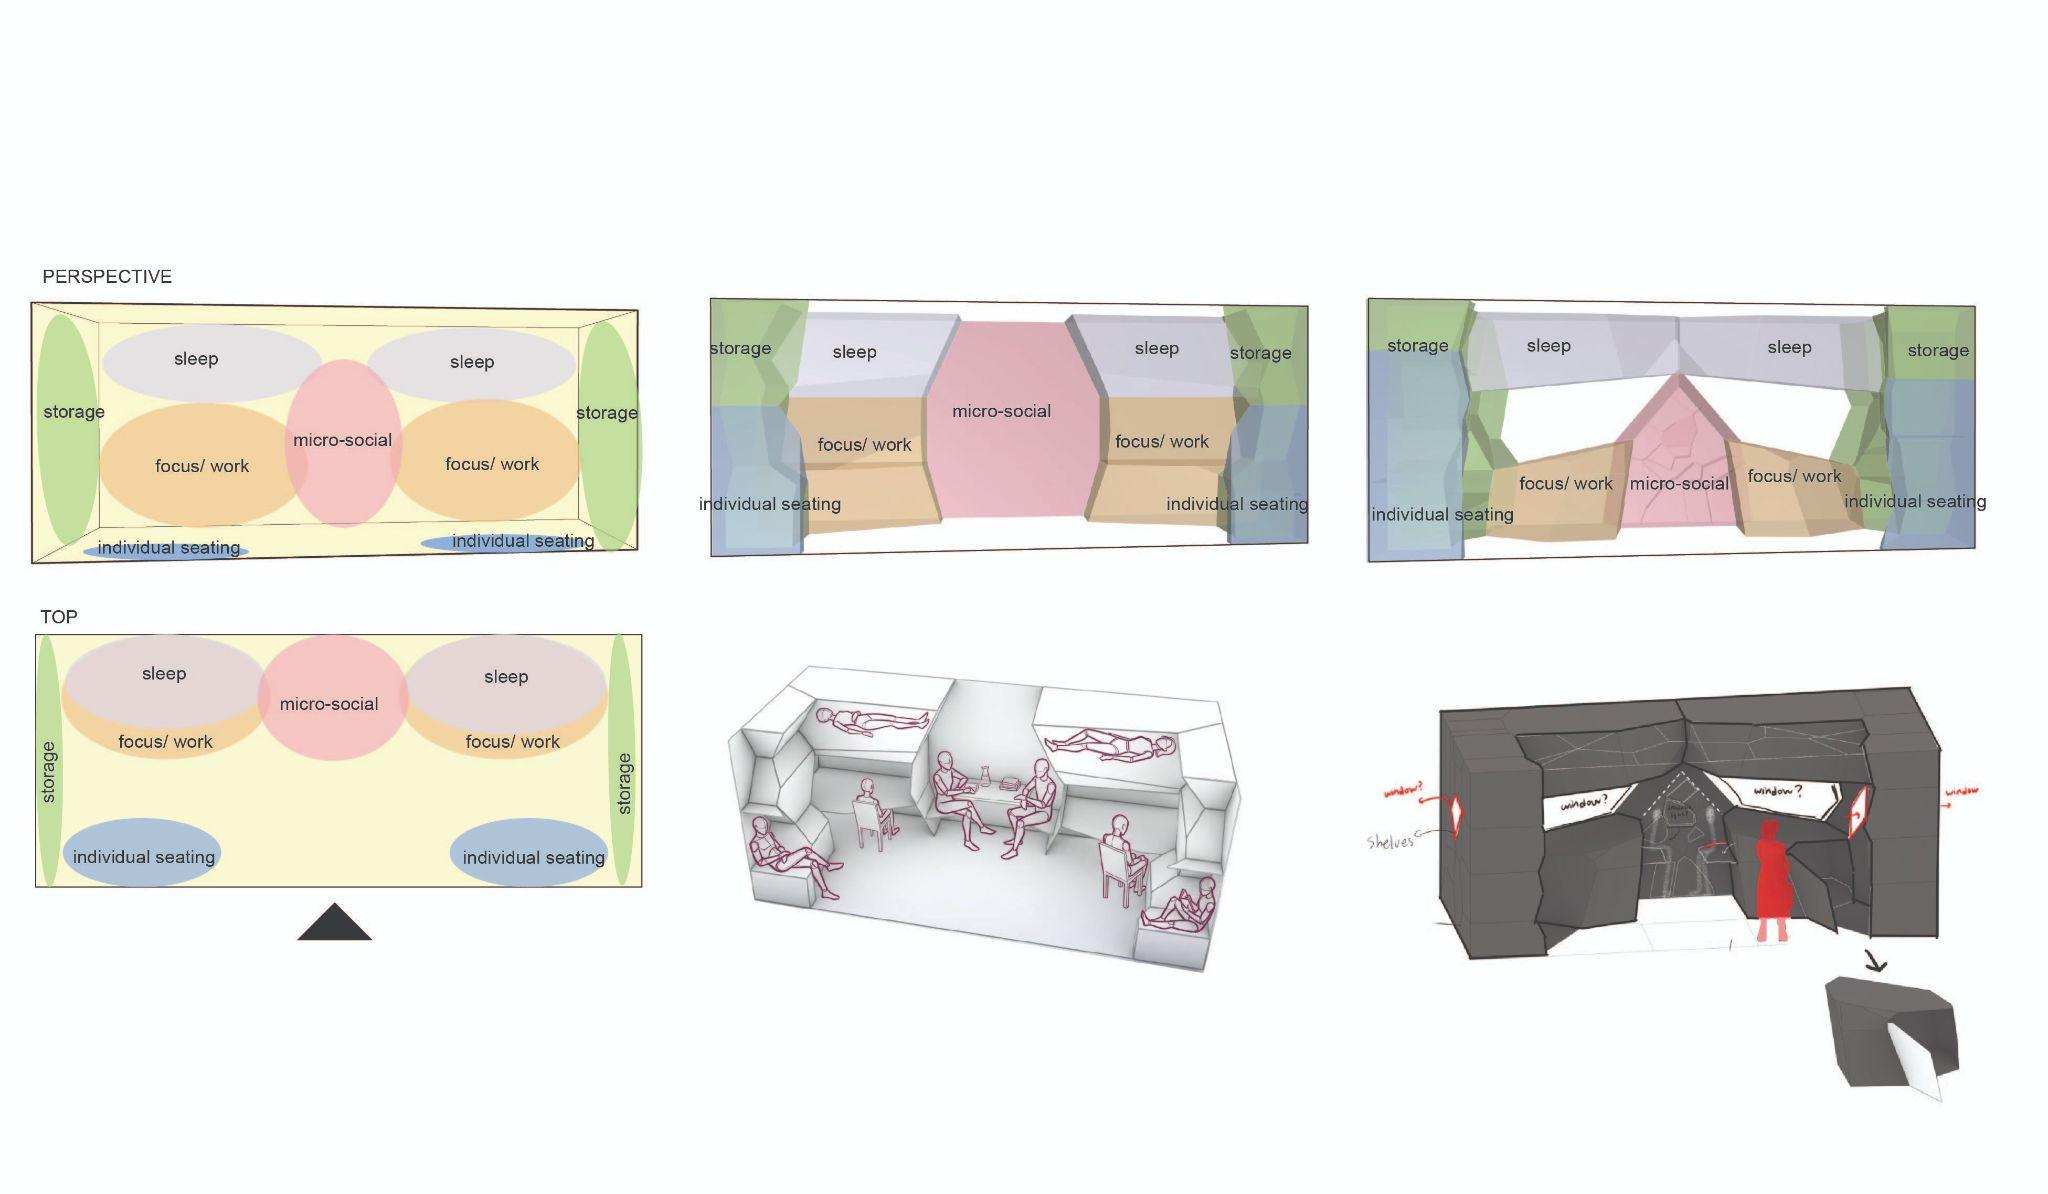 PERSPECTIVE
sleep
sleep
storage
storage
micro-social
focus/ work
focus/ work
individual seating
individual seating
storage
sleep
sleep
storage
micro-social
focus/ work
focus/ work
individual seating
individual seating
storage
sleep
sleep
storage
focus/ work
micro-social
focus/ work
individual seating
individual seating
TOP
sleep
sleep
micro-social
focus/ work
focus/ work
storage
storage
individual seating
individual seating
window?
window?
window?
window
Shelves